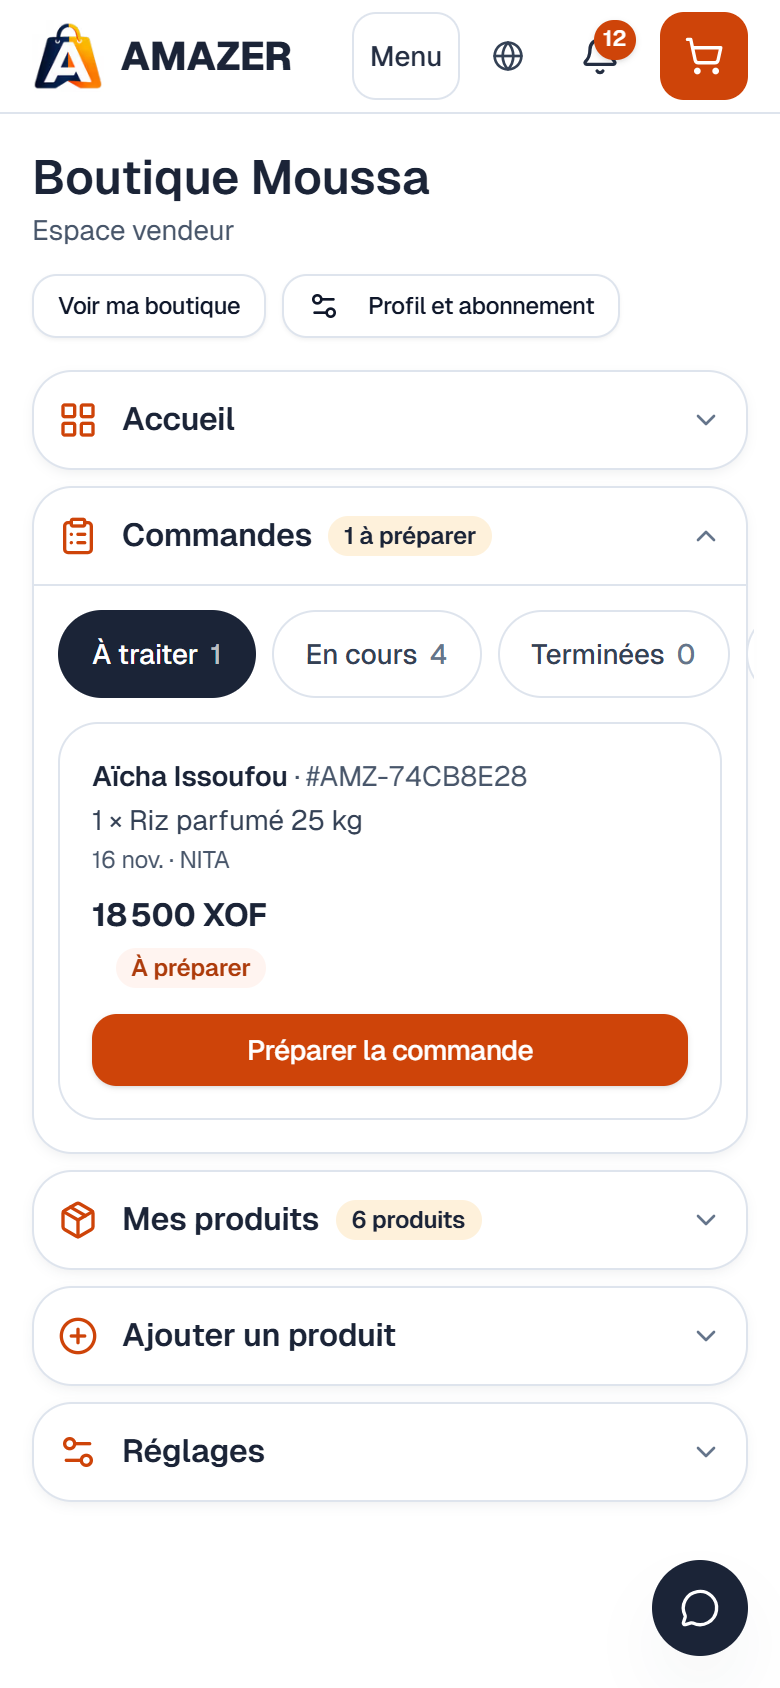 AMAZER
Menu
12
Boutique Moussa
Espace vendeur
Voir ma boutique
Profil et abonnement
Accueil
Commandes 1 à préparer
À traiter 1
En cours 4
Terminées 0
Aïcha Issoufou · #AMZ-74CB8E28
1 × Riz parfumé 25 kg
16 nov. · NITA
18 500 XOF
À préparer
Préparer la commande
Mes produits 6 produits
Ajouter un produit
Réglages